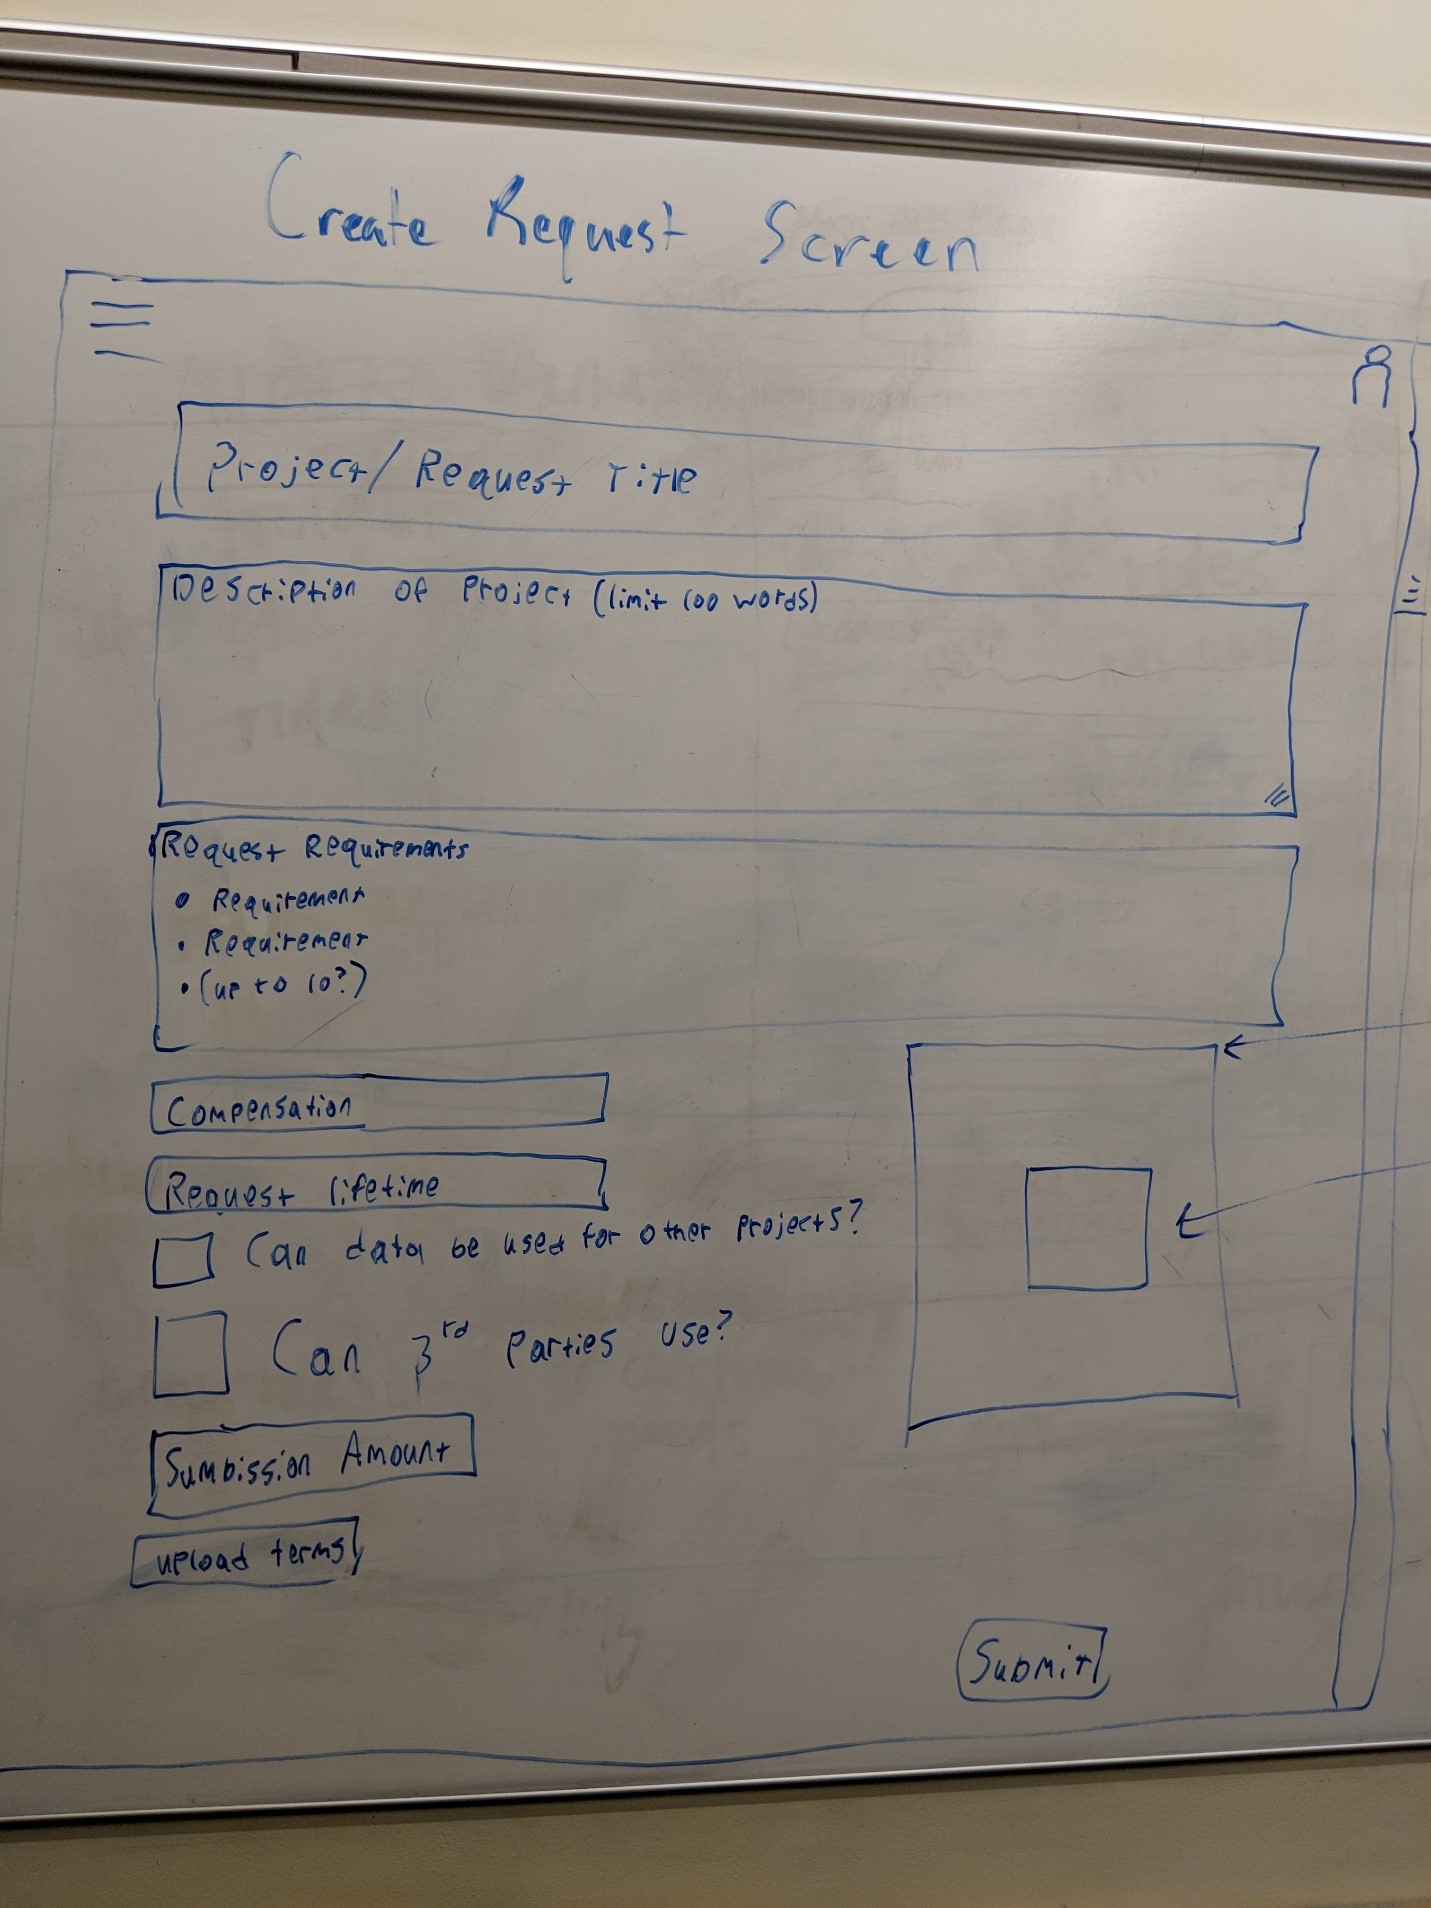 Create Request Screen
Project/Request Title
Description of Project (limit 100 words)
Request Requirements
• Requirement
• Requirement
• (up to 10?)
Compensation
Request lifetime
Can data be used for other projects?
Can 3rd Parties use?
Sumbission Amount
upload terms
Submit